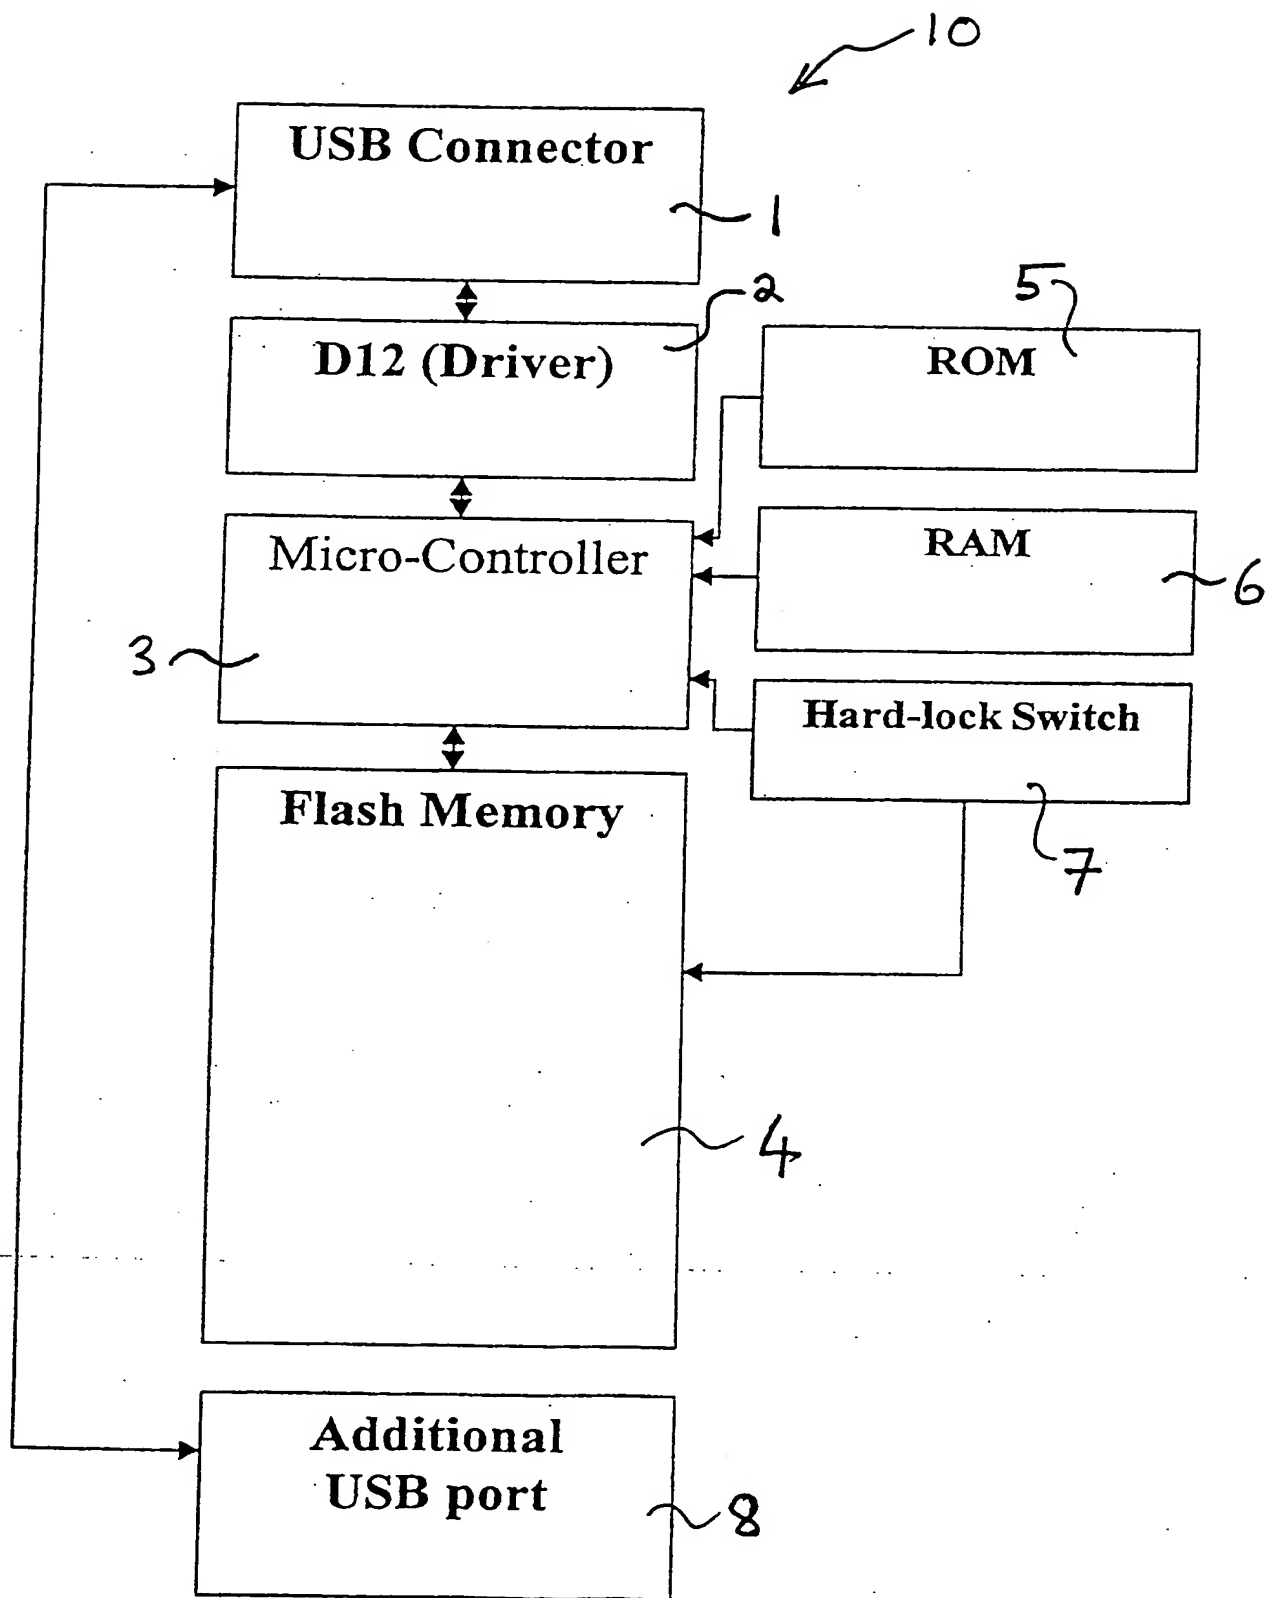 10
USB Connector
1
2
5
D12 (Driver)
ROM
Micro-Controller
RAM
6
3
Hard-lock Switch
Flash Memory
7
4
Additional
USB port
8